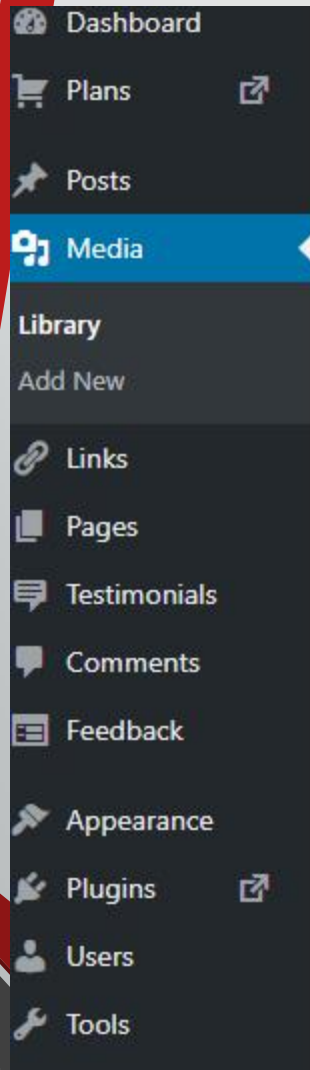 Dashboard
Plans
Posts
Media
Library
Add New
Links
Pages
Testimonials
Comments
Feedback
Appearance
Plugins
Users
Tools